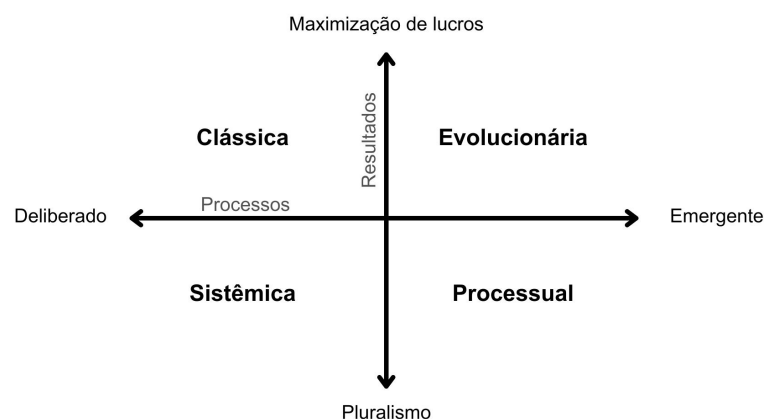 Maximização de lucros
Resultados
Clássica
Evolucionária
Processos
Deliberado
Emergente
Sistêmica
Processual
Pluralismo